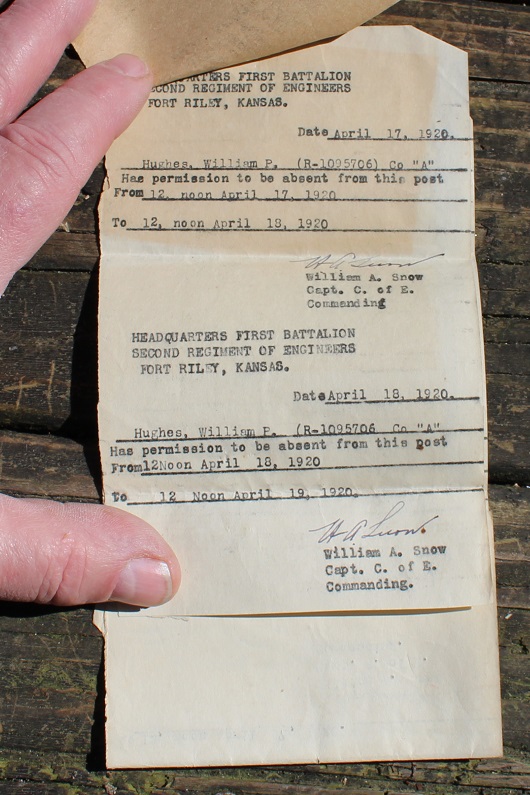 QUARTERS FIRST BATTALION
SECOND REGIMENT OF ENGINEERS
FORT RILEY, KANSAS.
Date April 17, 1920.
Hughes, William P. (R-1095706) Co "A"
Has permission to be absent from this post
From 12, noon April 17, 1920
To 12, noon April 18, 1920
W A Snow
William A. Snow
Capt. C. of E.
Commanding
HEADQUARTERS FIRST BATTALION
SECOND REGIMENT OF ENGINEERS
FORT RILEY, KANSAS.
Date April 18, 1920.
Hughes, William P. (R-1095706 Co "A"
Has permission to be absent from this post
From 12Noon April 18, 1920
To 12 Noon April 19, 1920.
W A Snow.
William A. Snow
Capt. C. of E.
Commanding.